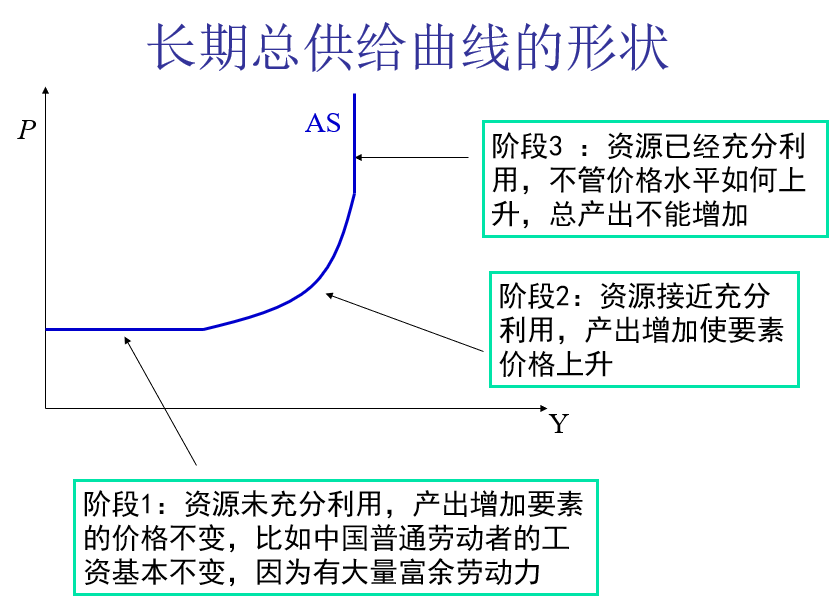 长期总供给曲线的形状
P
AS
阶段3 ：资源已经充分利
用，不管价格水平如何上
升，总产出不能增加
阶段2：资源接近充分
利用，产出增加使要素
价格上升
Y
阶段1：资源未充分利用，产出增加要素
的价格不变，比如中国普通劳动者的工
资基本不变，因为有大量富余劳动力